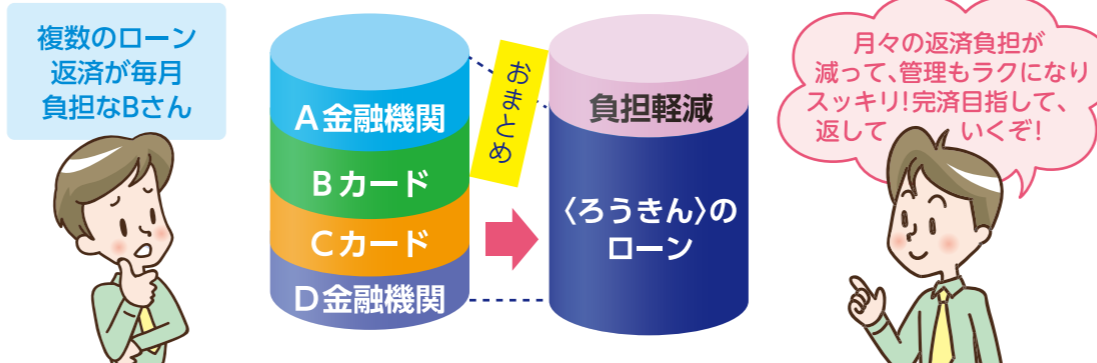 複数のローン
返済が毎月
負担なBさん
A金融機関
Bカード
Cカード
D金融機関
おまとめ
負担軽減
〈ろうきん〉の
ローン
月々の返済負担が
減って、管理もラクになり
スッキリ!完済目指して、
返して いくぞ!